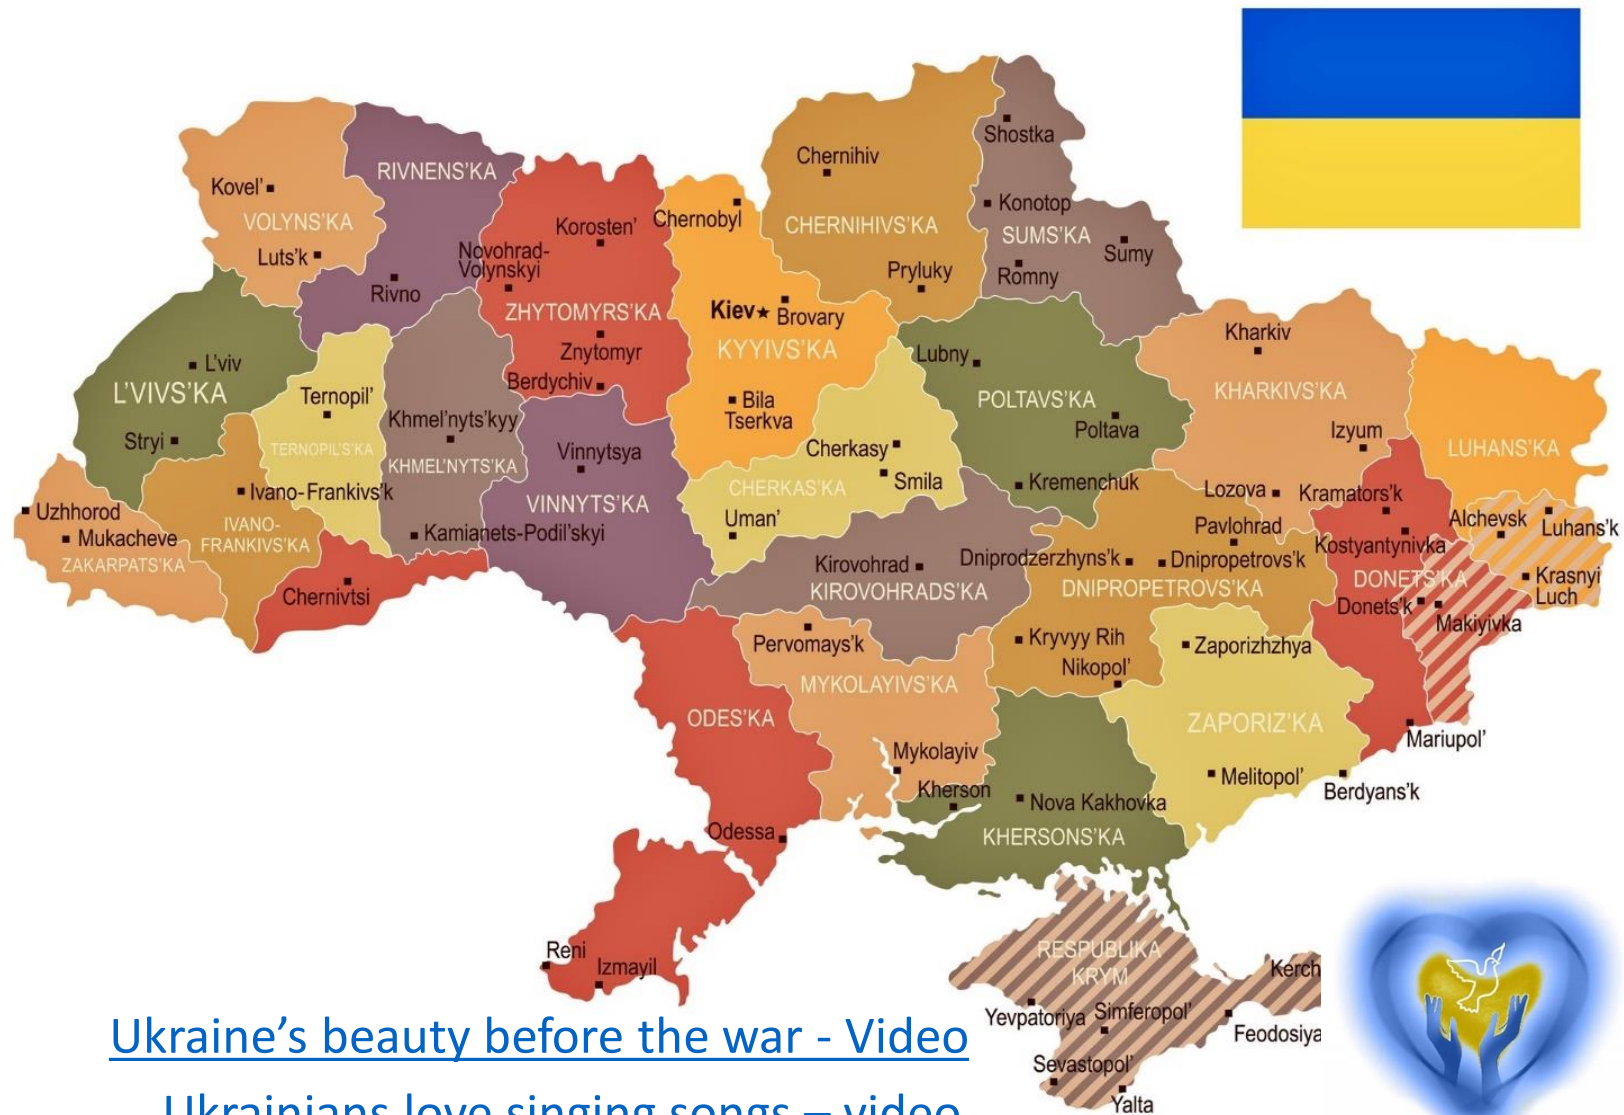 Shostka
Chernihiv
RIVNENS'KA
Kovel'
Konotop
VOLYNS'KA
Chernobyl
Korosten'
CHERNIHIVS'KA
SUMS'KA
Sumy
Novohrad-
Volynskyi
Luts'k
Pryluky
Romny
Rivno
ZHYTOMYRS'KA
Kiev
Brovary
Kharkiv
Znytomyr
KYYIVS'KA
Lubny
L'viv
Berdychiv
L'VIVS'KA
Ternopil'
POLTAVS'KA
KHARKIVS'KA
Bila
Tserkva
Khmel'nyts'kyy
Poltava
Izyum
Stryi
TERNOPIL'S'KA
Vinnytsya
Cherkasy
LUHANS'KA
KHMEL'NYTS'KA
Smila
Kremenchuk
CHERKAS'KA
Ivano-Frankivs'k
VINNYTS'KA
Lozova
Kramators's'k
Uzhhorod
IVANO-
FRANKIVS'KA
Uman'
Pavlohrad
Alchevsk
Luhans'k
Mukacheve
Kamianets-Podil'skyi
Kostyantynivka
ZAKARPATS'KA
Kirovohrad
Dniprodzerzhyns'k
Dnipropetrovs'k
DONETS'KA
Krasnyi
Luch
KIROVOHRADS'KA
DNIPROPETROVS'KA
Chernivtsi
Donets'k
Makiyivka
Pervomays'k
Kryvyy Rih
Zaporizhzhya
Nikopol'
MYKOLAYIVS'KA
ODES'KA
ZAPORIZ'KA
Mariupol'
Mykolayiv
Melitopol'
Kherson
Nova Kakhovka
Berdyans'k
Odessa
KHERSONS'KA
Reni
RESPUBLIKA
KRYM
Izmayil
Kerch
Yevpatoriya
Simferopol'
Feodosiya
Sevastopol'
Yalta
Ukraine's beauty before the war - Video
Ukrainians love singing songs – video